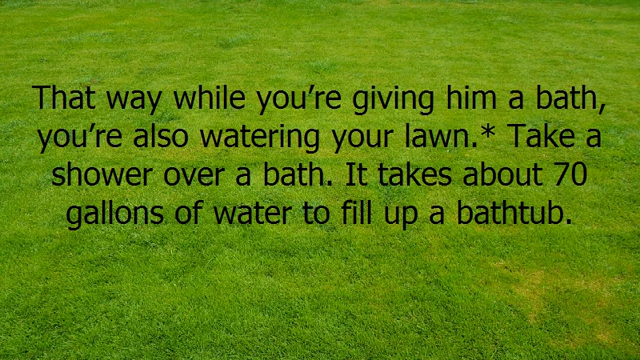 That way while you’re giving him a bath,
you’re also watering your lawn.* Take a
shower over a bath. It takes about 70
gallons of water to fill up a bathtub.